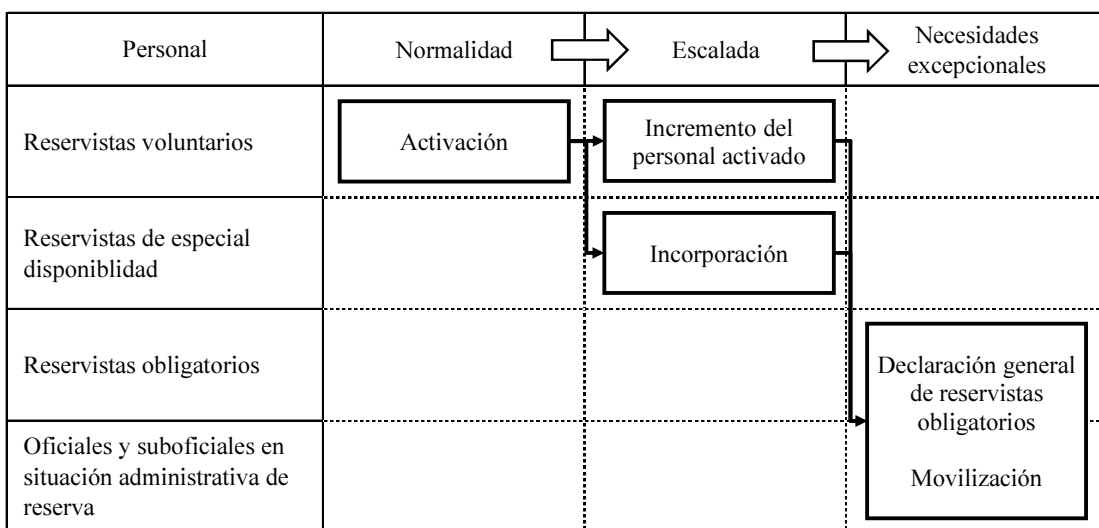 Personal
Normalidad
Escalada
Necesidades
excepcionales
Reservistas voluntarios
Activación
Incremento del
personal activado
Reservistas de especial
disponiblidad
Incorporación
Reservistas obligatorios
Declaración general
de reservistas
obligatorios
Movilización
Oficiales y suboficiales en
situación administrativa de
reserva